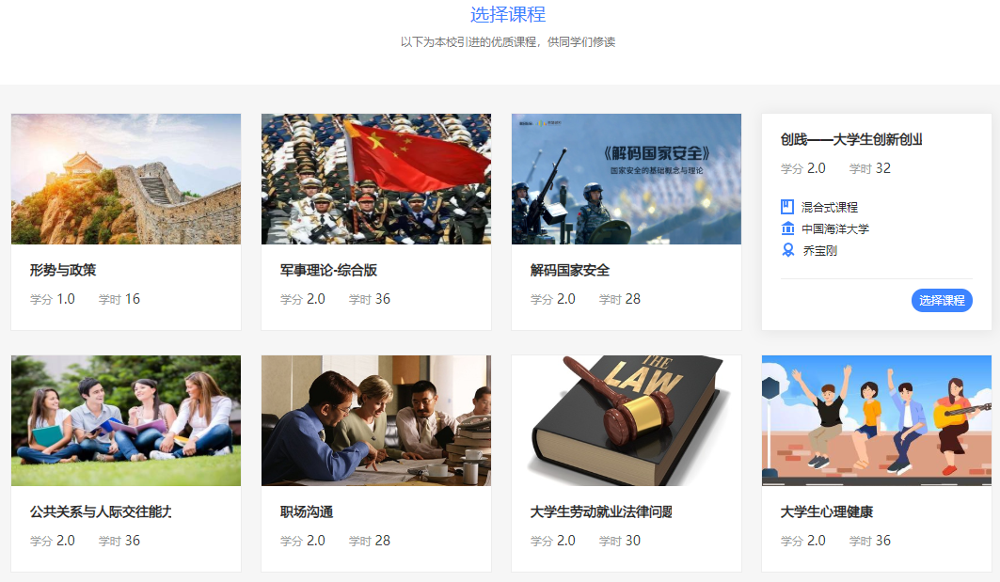 选择课程
以下为本校引进的优质课程，供同学们修读
《解码国家安全》
国家安全的基础概念与理论
形势与政策
学分 1.0 学时 16
军事理论-综合版
学分 2.0 学时 36
解码国家安全
学分 2.0 学时 28
创践——大学生创新创业
学分 2.0 学时 32
混合式课程
中国海洋大学
乔宝刚
选择课程
THE
LAW
公共关系与人际交往能力
学分 2.0 学时 36
职场沟通
学分 2.0 学时 28
大学生劳动就业法律问题
学分 2.0 学时 30
大学生心理健康
学分 2.0 学时 36